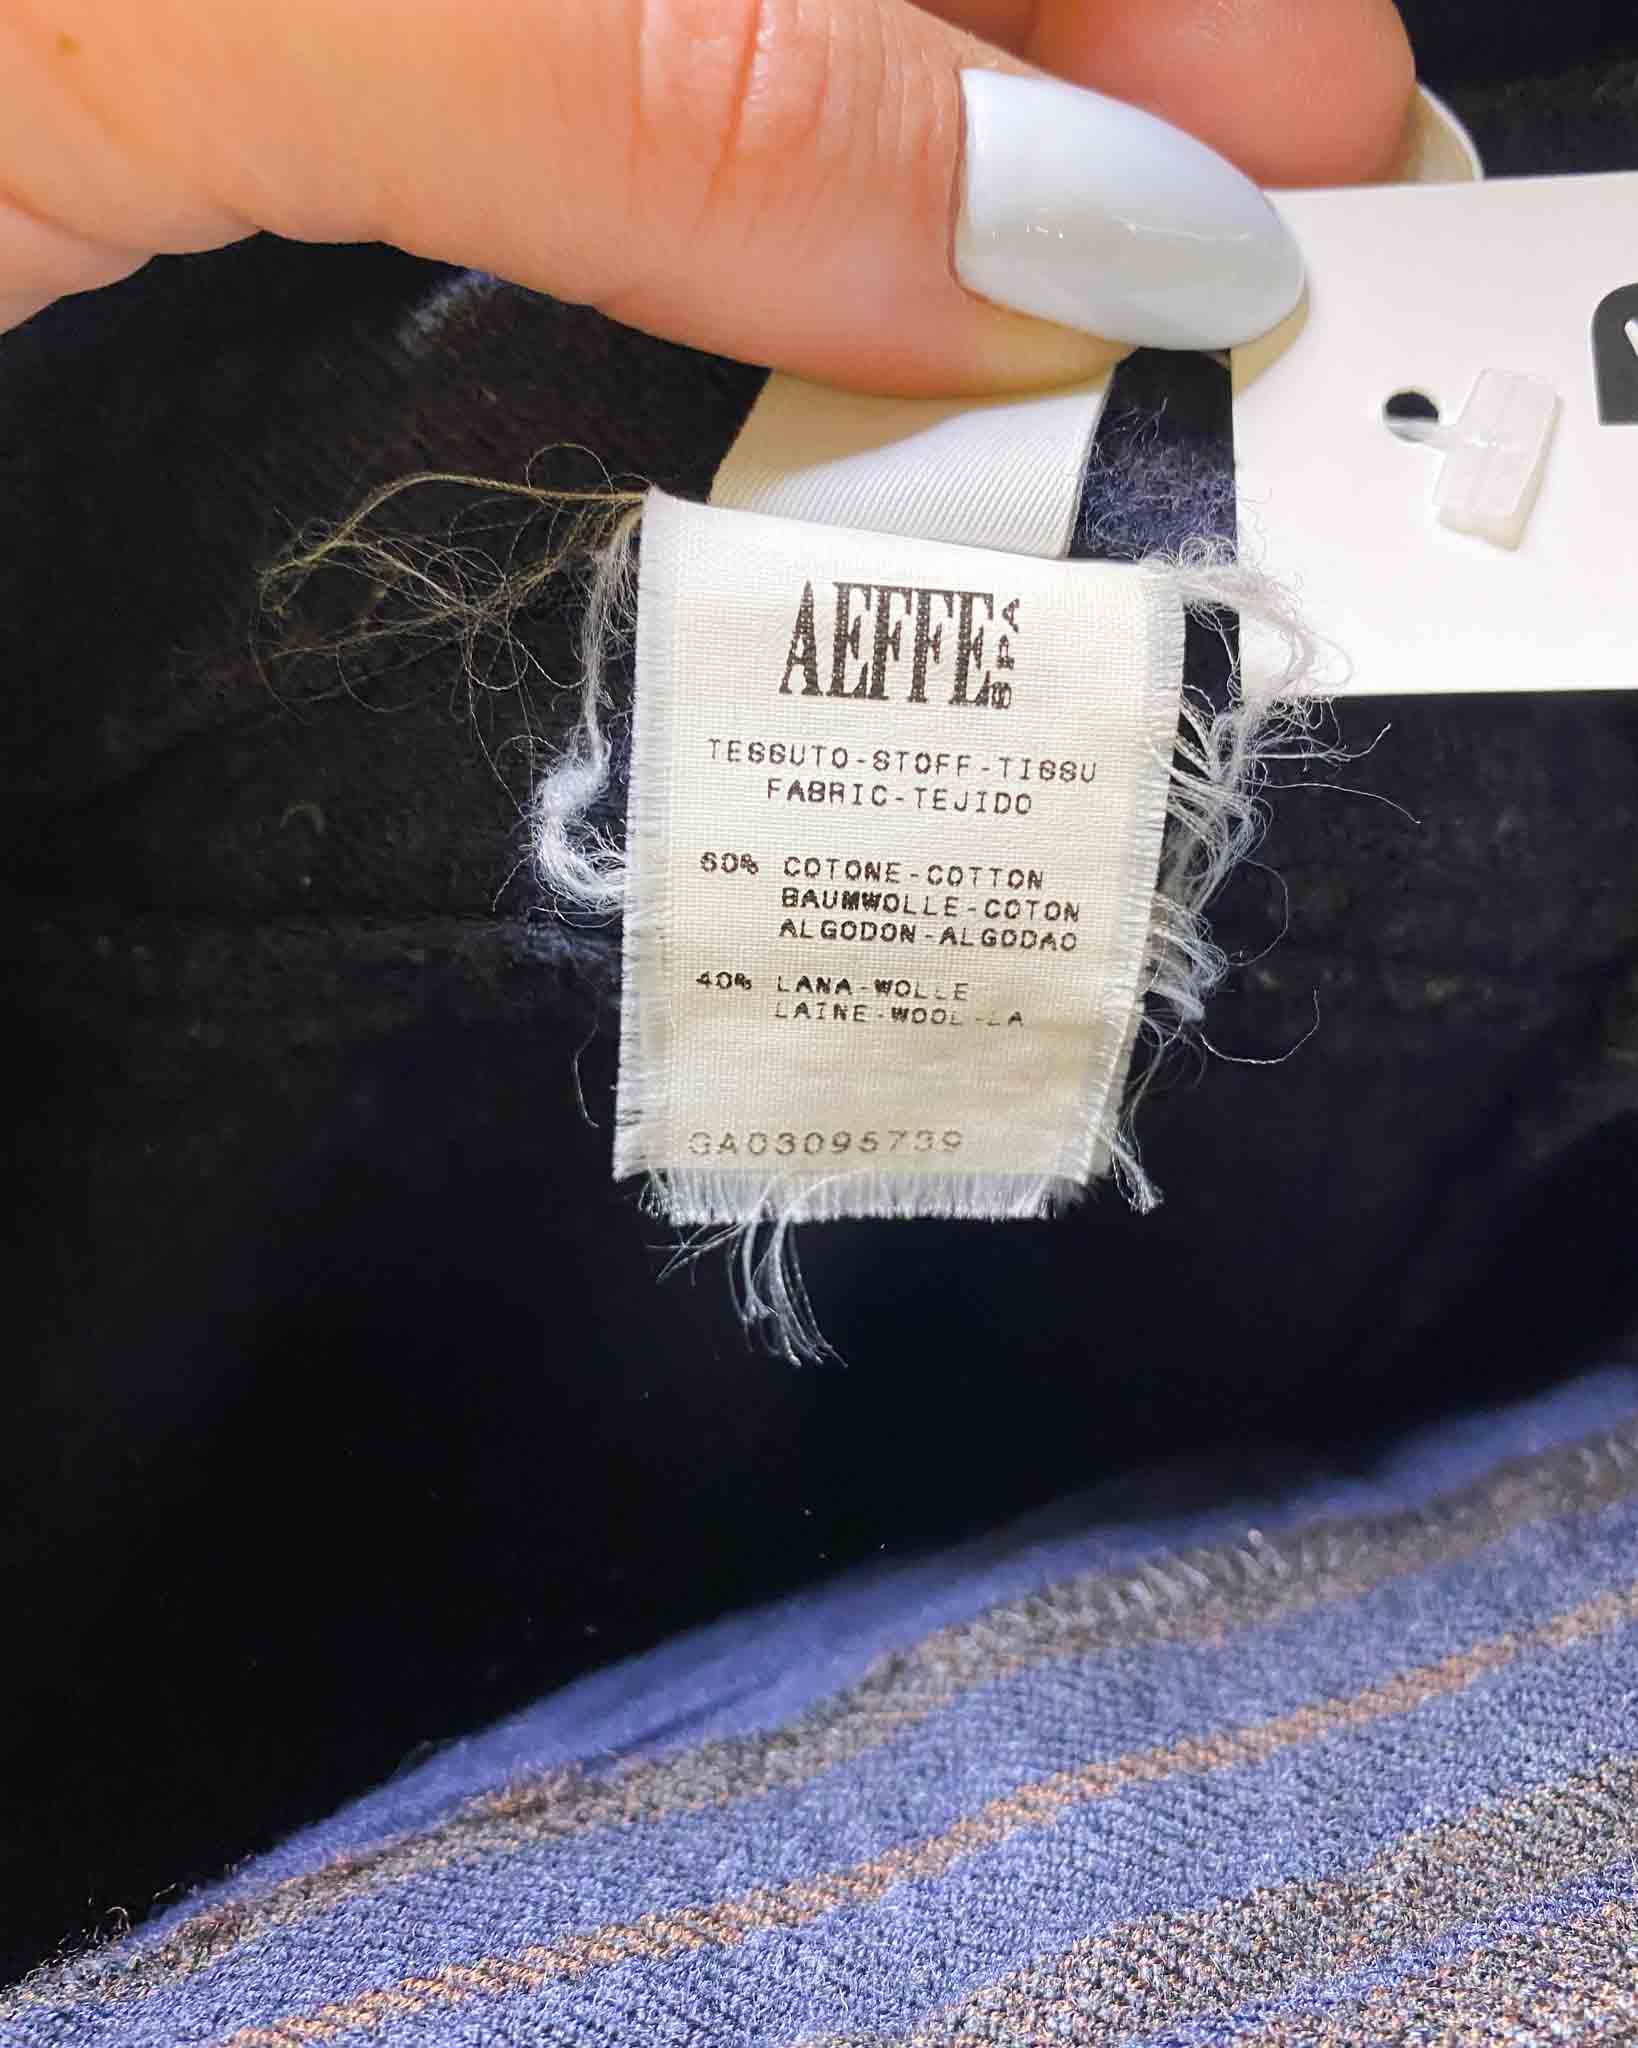 AEFFE SPA
TESSUTO-STOFF-TISSU
FABRIC-TEJIDO
60% COTONE-COTTON
BAUMWOLLE-COTON
ALGODON-ALGODAO
40% LANA-WOLLE
LAINE-WOOL-LA
GA03095739